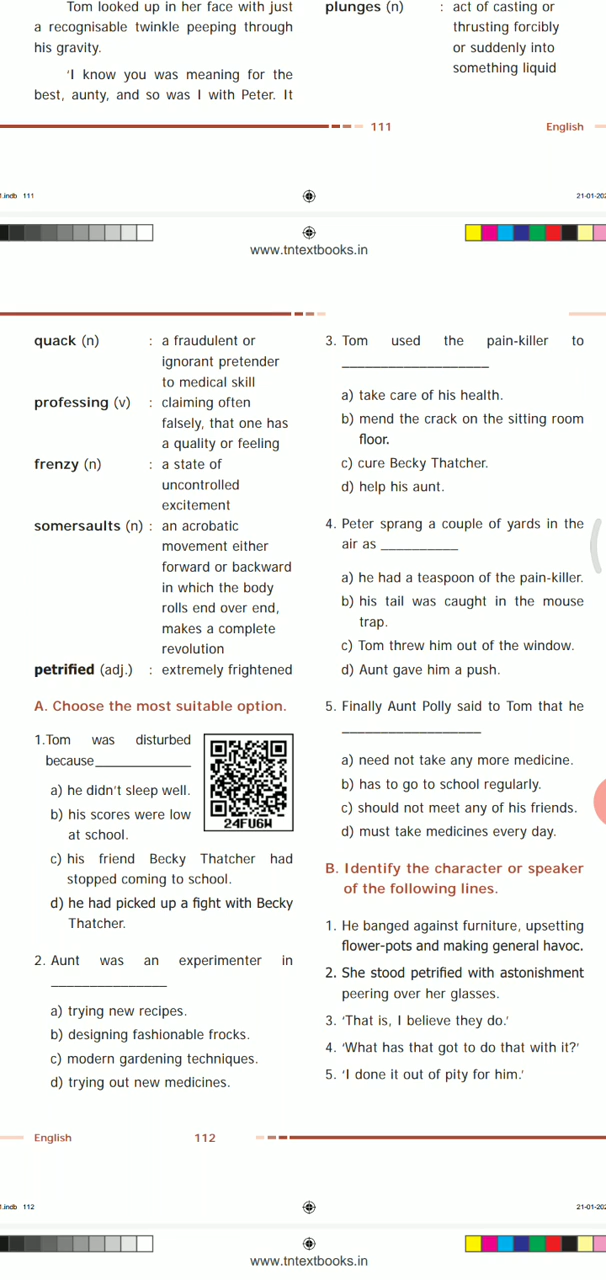 Tom looked up in her face with just
a recognisable twinkle peeping through
his gravity.
'I know you was meaning for the
best, aunty, and so was I with Peter. It
plunges (n) : act of casting or
thrusting forcibly
or suddenly into
something liquid
111 English
.indb 111 21-01-202
www.tntextbooks.in
quack (n) : a fraudulent or
ignorant pretender
to medical skill
professing (v) : claiming often
falsely, that one has
a quality or feeling
frenzy (n) : a state of
uncontrolled
excitement
somersaults (n) : an acrobatic
movement either
forward or backward
in which the body
rolls end over end,
makes a complete
revolution
petrified (adj.) : extremely frightened
A. Choose the most suitable option.
1.Tom was disturbed
because____________
a) he didn't sleep well.
b) his scores were low
at school.
c) his friend Becky Thatcher had
stopped coming to school.
d) he had picked up a fight with Becky
Thatcher.
24FU6W
2. Aunt was an experimenter in
_______________
a) trying new recipes.
b) designing fashionable frocks.
c) modern gardening techniques.
d) trying out new medicines.
3. Tom used the pain-killer to
___________________
a) take care of his health.
b) mend the crack on the sitting room
floor.
c) cure Becky Thatcher.
d) help his aunt.
4. Peter sprang a couple of yards in the
air as __________
a) he had a teaspoon of the pain-killer.
b) his tail was caught in the mouse
trap.
c) Tom threw him out of the window.
d) Aunt gave him a push.
5. Finally Aunt Polly said to Tom that he
__________________
a) need not take any more medicine.
b) has to go to school regularly.
c) should not meet any of his friends.
d) must take medicines every day.
B. Identify the character or speaker
of the following lines.
1. He banged against furniture, upsetting
flower-pots and making general havoc.
2. She stood petrified with astonishment
peering over her glasses.
3. 'That is, I believe they do.'
4. 'What has that got to do that with it?'
5. 'I done it out of pity for him.'
English 112
.indb 112 21-01-202
www.tntextbooks.in